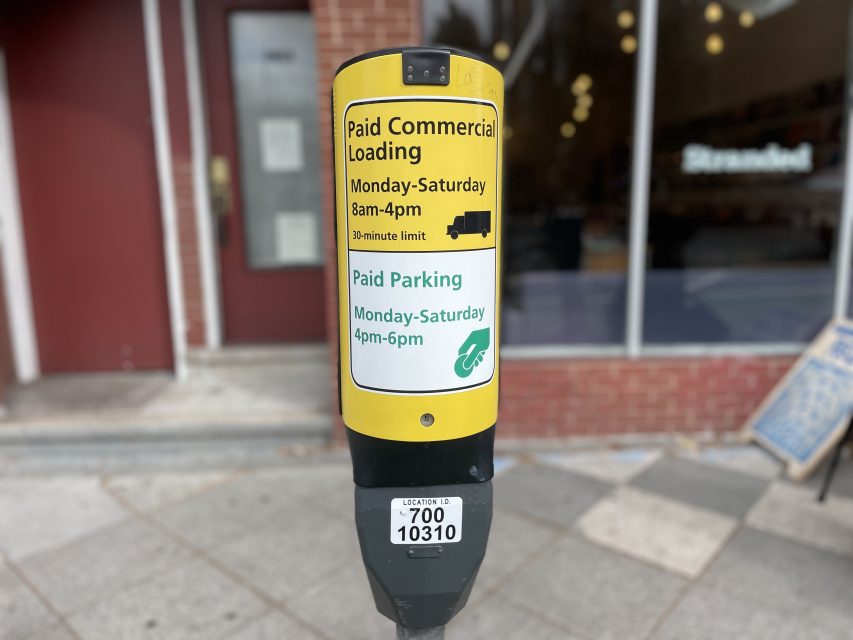 Paid Commercial
Loading
Monday-Saturday
8am-4pm
30-minute limit
Paid Parking
Monday-Saturday
4pm-6pm
LOCATION I.D.
700
10310
Stranded